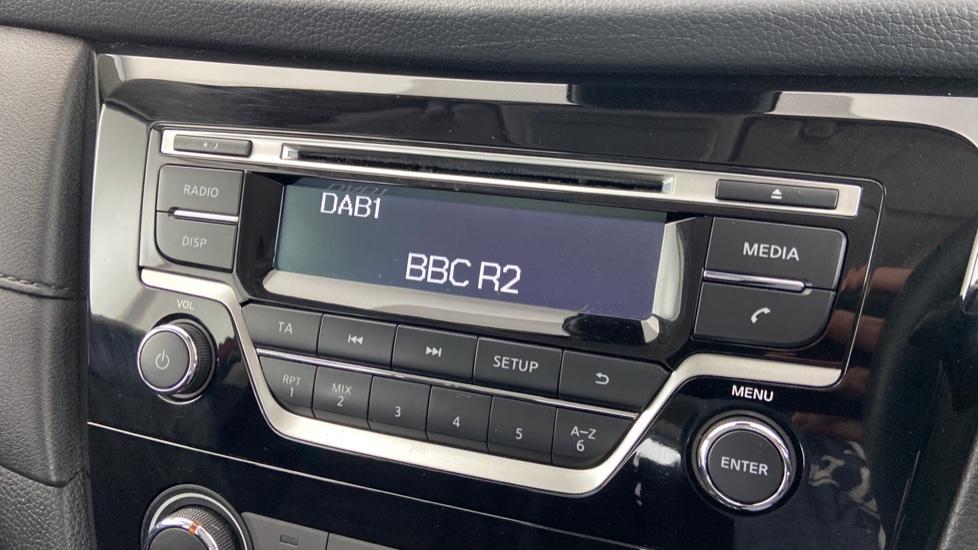 RADIO
DISP
DAB1
BBC R2
MEDIA
VOL
TA
SETUP
RPT
1
MIX
2
3
4
5
A-Z
6
MENU
ENTER